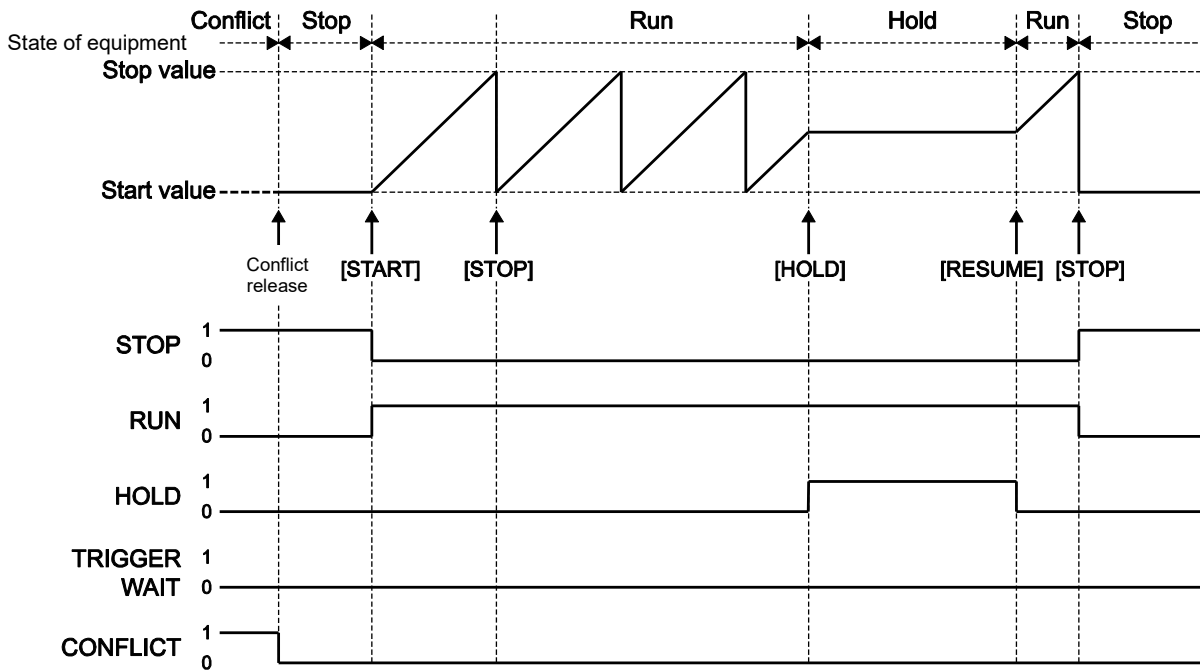 Conflict Stop Run Hold Run Stop
State of equipment
Stop value
Start value
Conflict
release
[START] [STOP] [HOLD] [RESUME] [STOP]
1
STOP
0
1
RUN
0
1
HOLD
0
TRIGGER 1
WAIT 0
1
CONFLICT
0